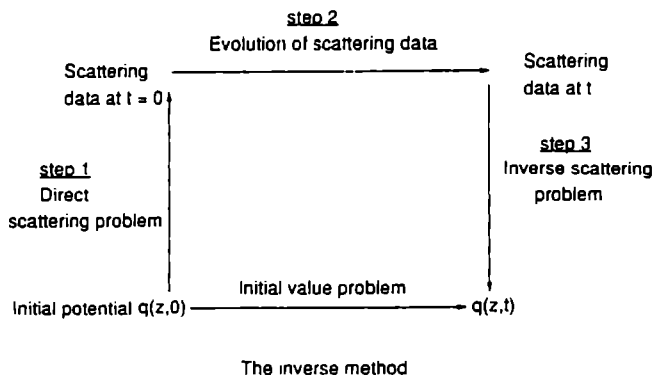 step 2
Evolution of scattering data
Scattering
data at t = 0
Scattering
data at t
step 1
Direct
scattering problem
step 3
Inverse scattering
problem
Initial value problem
Initial potential q(z,0)
q(z,t)
The inverse method